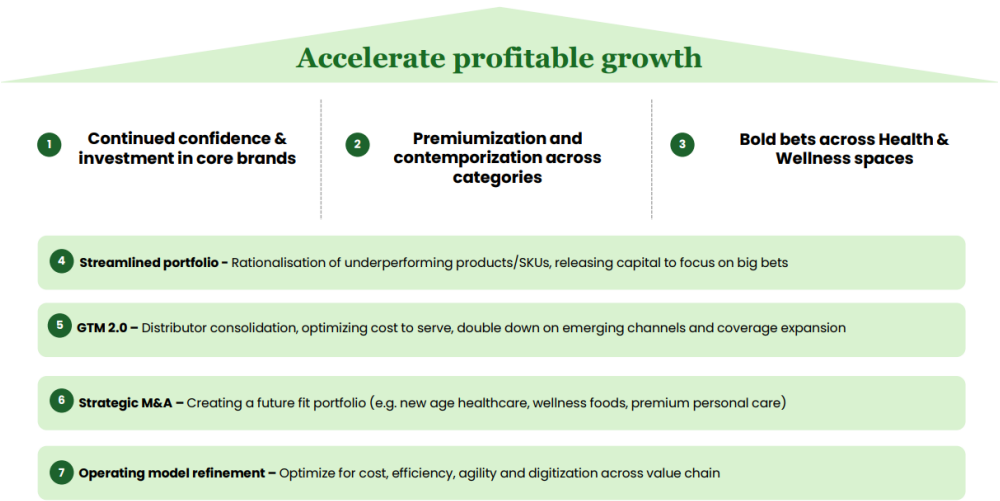 Accelerate profitable growth
1
Continued confidence &
investment in core brands
2
Premiumization and
contemporization across
categories
3
Bold bets across Health &
Wellness spaces
4 Streamlined portfolio - Rationalisation of underperforming products/SKUs, releasing capital to focus on big bets
5 GTM 2.0 – Distributor consolidation, optimizing cost to serve, double down on emerging channels and coverage expansion
6 Strategic M&A – Creating a future fit portfolio (e.g. new age healthcare, wellness foods, premium personal care)
7 Operating model refinement – Optimize for cost, efficiency, agility and digitization across value chain